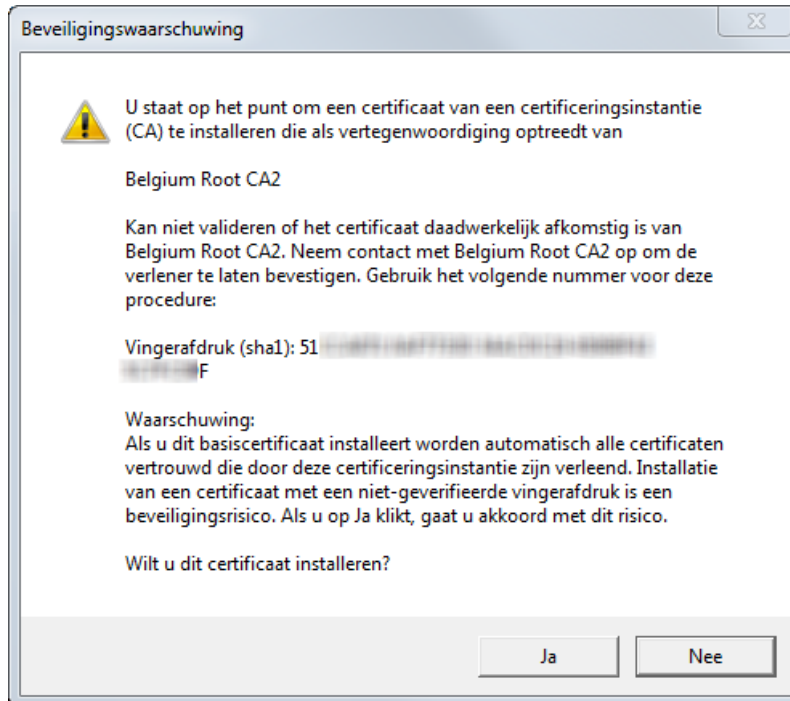 Beveiligingswaarschuwing
U staat op het punt om een certificaat van een certificeringsinstantie
(CA) te installeren die als vertegenwoordiging optreedt van
Belgium Root CA2
Kan niet valideren of het certificaat daadwerkelijk afkomstig is van
Belgium Root CA2. Neem contact met Belgium Root CA2 op om de
verlener te laten bevestigen. Gebruik het volgende nummer voor deze
procedure:
Vingerafdruk (sha1): 51
F
Waarschuwing:
Als u dit basiscertificaat installeert worden automatisch alle certificaten
vertrouwd die door deze certificeringsinstantie zijn verleend. Installatie
van een certificaat met een niet-geverifieerde vingerafdruk is een
beveiligingsrisico. Als u op Ja klikt, gaat u akkoord met dit risico.
Wilt u dit certificaat installeren?
Ja
Nee